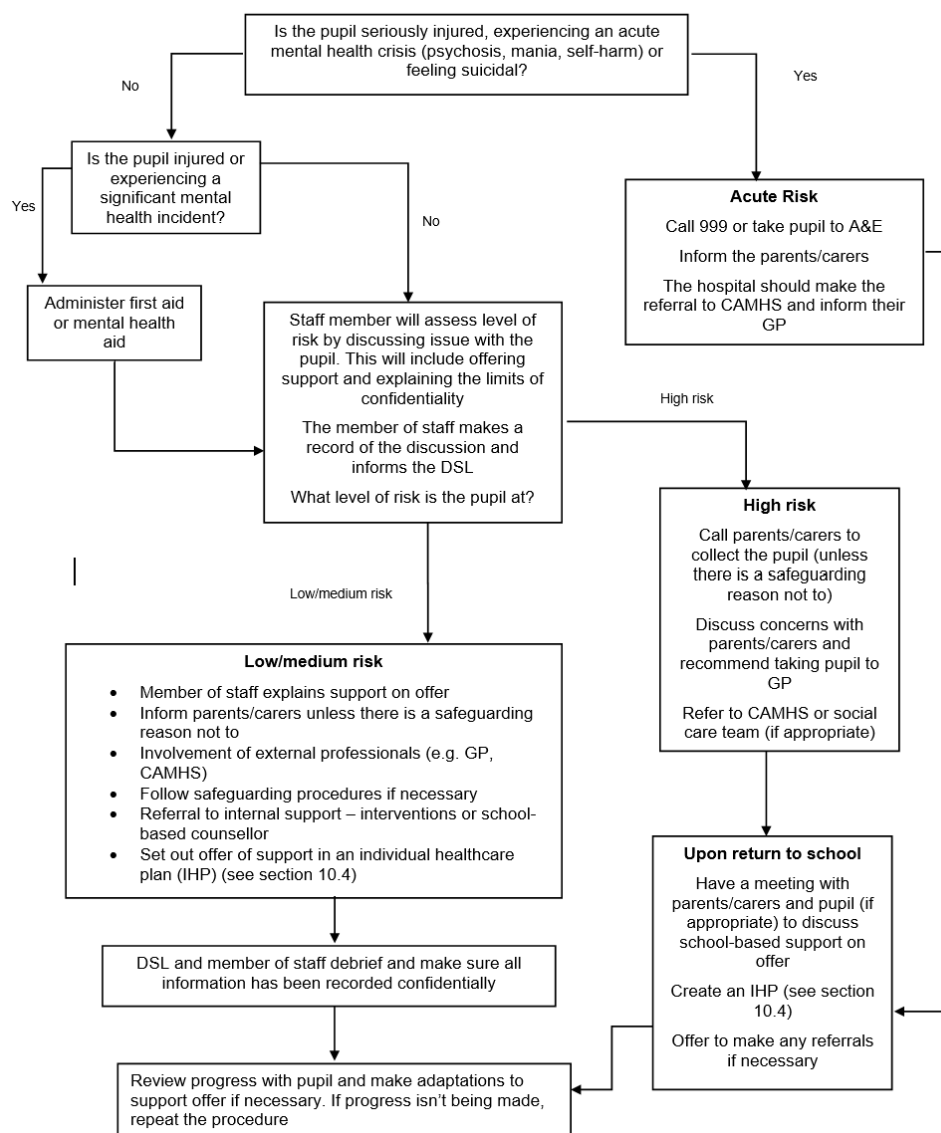 Is the pupil seriously injured, experiencing an acute
mental health crisis (psychosis, mania, self-harm) or
feeling suicidal?
No
Yes
Is the pupil injured or
experiencing a
significant mental
health incident?
Yes
No
Acute Risk
Call 999 or take pupil to A&E
Inform the parents/carers
The hospital should make the
referral to CAMHS and inform their
GP
Administer first aid
or mental health
aid
Staff member will assess level of
risk by discussing issue with the
pupil. This will include offering
support and explaining the limits of
confidentiality
The member of staff makes a
record of the discussion and
informs the DSL
What level of risk is the pupil at?
High risk
High risk
Call parents/carers to
collect the pupil (unless
there is a safeguarding
reason not to)
Discuss concerns with
parents/carers and
recommend taking pupil to
GP
Refer to CAMHS or social
care team (if appropriate)
Low/medium risk
Low/medium risk
• Member of staff explains support on offer
• Inform parents/carers unless there is a safeguarding
reason not to
• Involvement of external professionals (e.g. GP,
CAMHS)
• Follow safeguarding procedures if necessary
• Referral to internal support – interventions or school-
based counsellor
• Set out offer of support in an individual healthcare
plan (IHP) (see section 10.4)
Upon return to school
Have a meeting with
parents/carers and pupil (if
appropriate) to discuss
school-based support on
offer
Create an IHP (see section
10.4)
Offer to make any referrals
if necessary
DSL and member of staff debrief and make sure all
information has been recorded confidentially
Review progress with pupil and make adaptations to
support offer if necessary. If progress isn't being made,
repeat the procedure